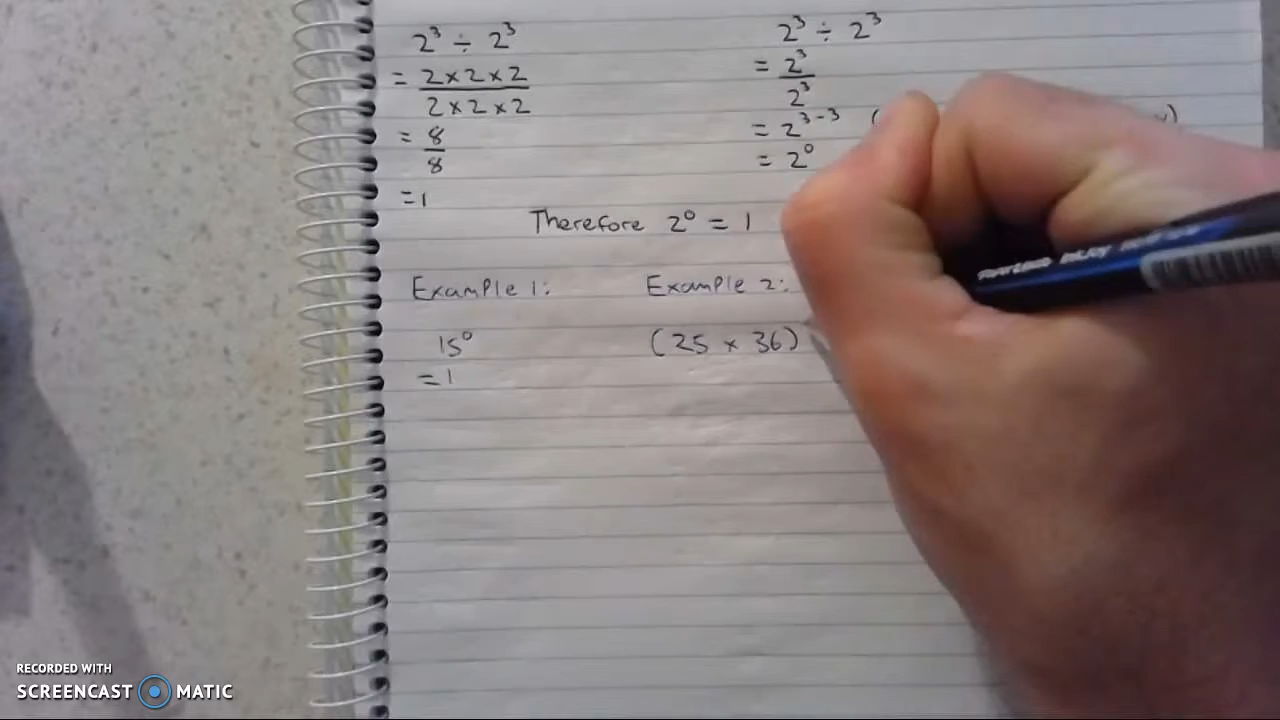 2³ ÷ 2³
= 2 × 2 × 2
2 × 2 × 2
= 8
8
= 1
2³ ÷ 2³
= 2³
2³
= 2³⁻³ (
= 2⁰
Therefore 2⁰ = 1
Example 1:
15⁰
= 1
Example 2:
(25 × 36)
RECORDED WITH
SCREENCAST MATIC